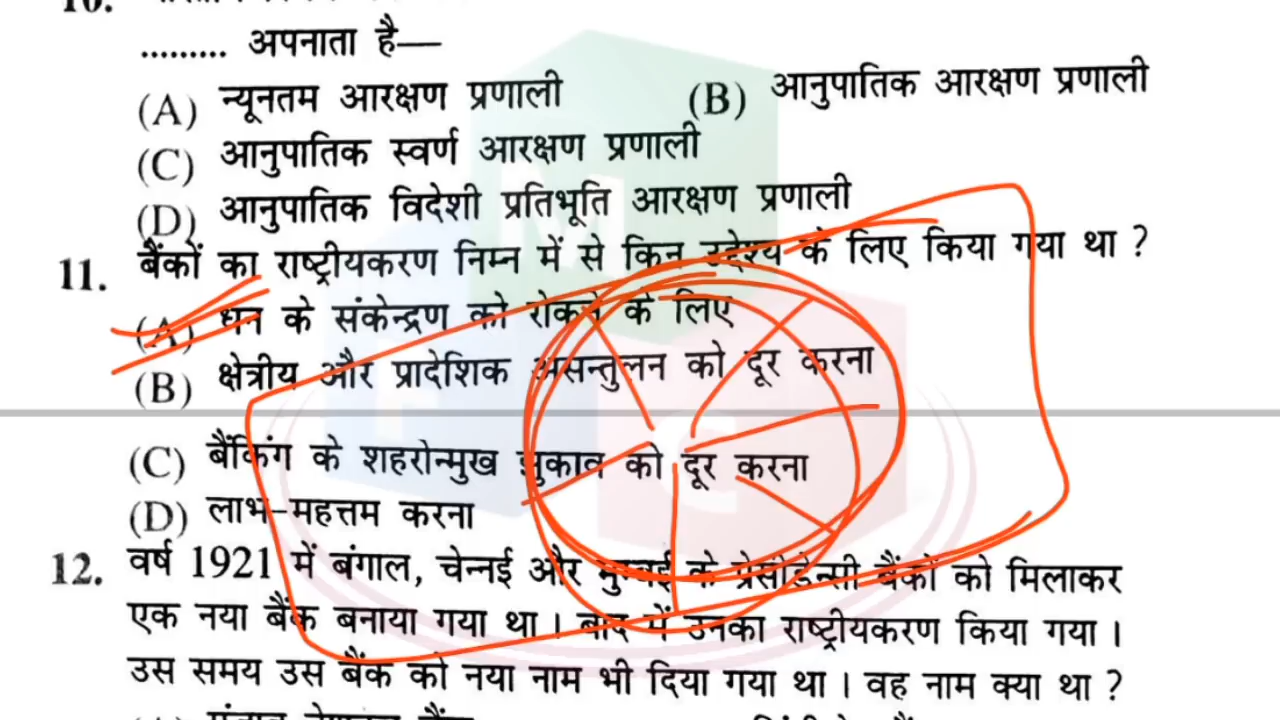 10.
......... अपनाता है—
(A) न्यूनतम आरक्षण प्रणाली (B) आनुपातिक आरक्षण प्रणाली
(C) आनुपातिक स्वर्ण आरक्षण प्रणाली
(D) आनुपातिक विदेशी प्रतिभूति आरक्षण प्रणाली
11. बैंकों का राष्ट्रीयकरण निम्न में से किन उद्देश्य के लिए किया गया था ?
(A) धन के संकेन्द्रण को रोकने के लिए
(B) क्षेत्रीय और प्रादेशिक असन्तुलन को दूर करना
(C) बैंकिंग के शहरोन्मुख झुकाव को दूर करना
(D) लाभ-महत्तम करना
12. वर्ष 1921 में बंगाल, चेन्नई और मुम्बई के प्रेसीडेन्सी बैंकों को मिलाकर
एक नया बैंक बनाया गया था । बाद में उनका राष्ट्रीयकरण किया गया ।
उस समय उस बैंक को नया नाम भी दिया गया था । वह नाम क्या था ?